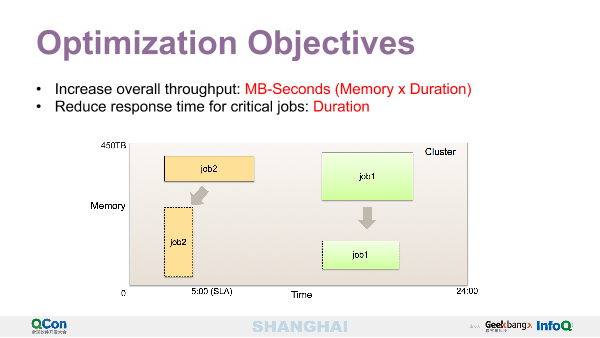 Optimization Objectives
• Increase overall throughput: MB-Seconds (Memory x Duration)
• Reduce response time for critical jobs: Duration
450TB
Cluster
job2
job1
Memory
job2
job1
0
5:00 (SLA)
Time
24:00
QCon
SHANGHAI
Geekbang>
InfoQ